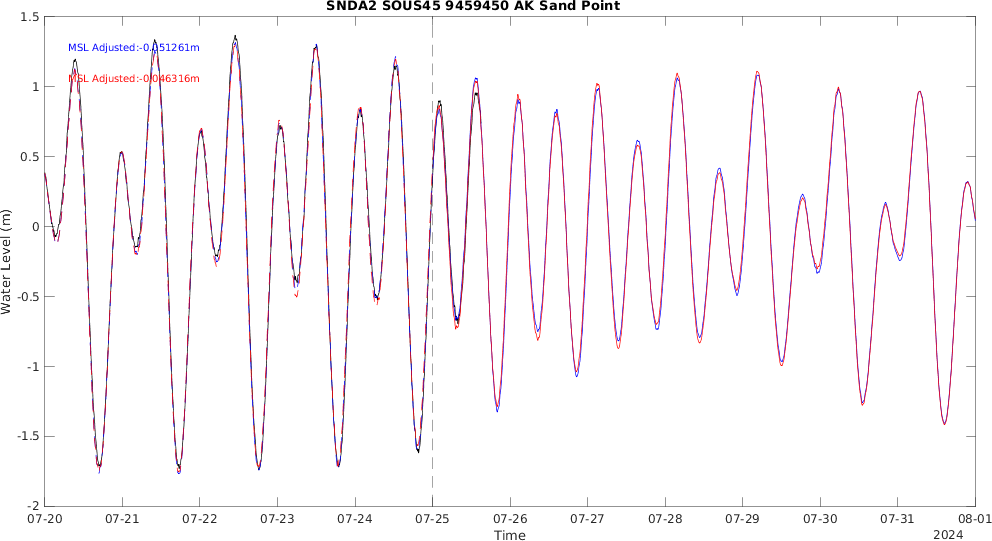 SNDA2 SOUS45 9459450 AK Sand Point
MSL Adjusted:-0.051261m
MSL Adjusted:-0.046316m
Water Level (m)
1.5
1
0.5
0
-0.5
-1
-1.5
-2
07-20 07-21 07-22 07-23 07-24 07-25 07-26 07-27 07-28 07-29 07-30 07-31 08-01
Time
2024